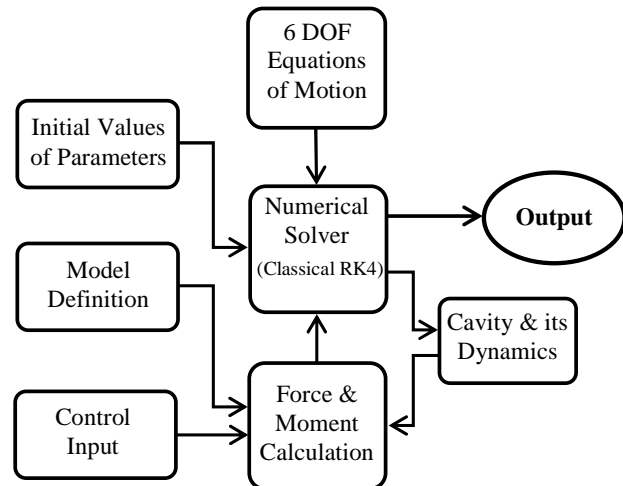 6 DOF
Equations
of Motion
Initial Values
of Parameters
Numerical
Solver
(Classical RK4)
Output
Model
Definition
Cavity & its
Dynamics
Force &
Moment
Calculation
Control
Input